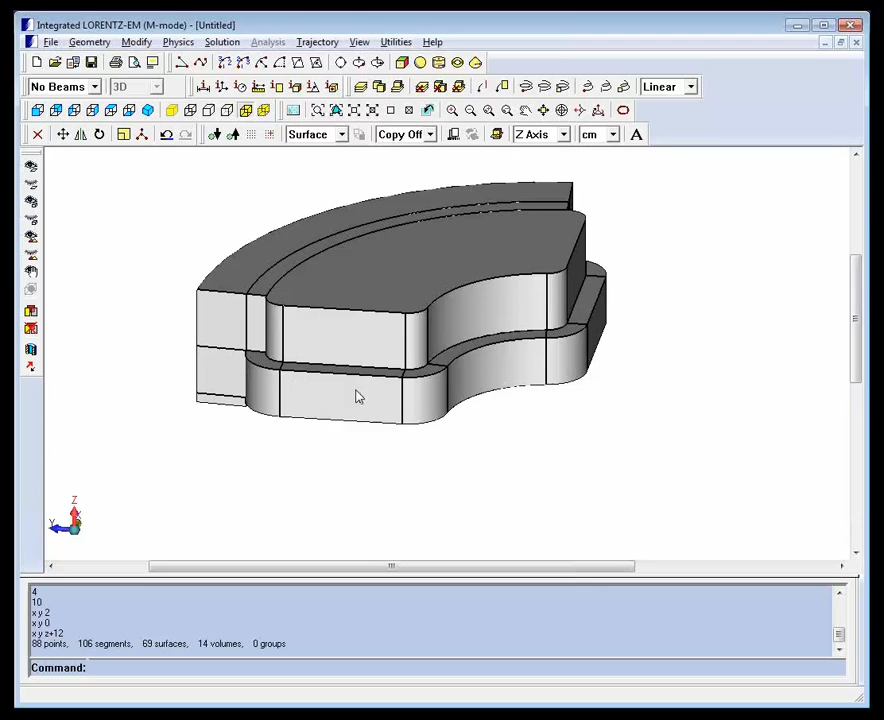 Integrated LORENTZ-EM (M-mode) - [Untitled]
File Geometry Modify Physics Solution Analysis Trajectory View Utilities Help
No Beams 3D Linear
Surface Copy Off Z Axis cm A
Z
Y
4
10
x y 2
x y 0
x y z+12
88 points, 106 segments, 69 surfaces, 14 volumes, 0 groups
Command: